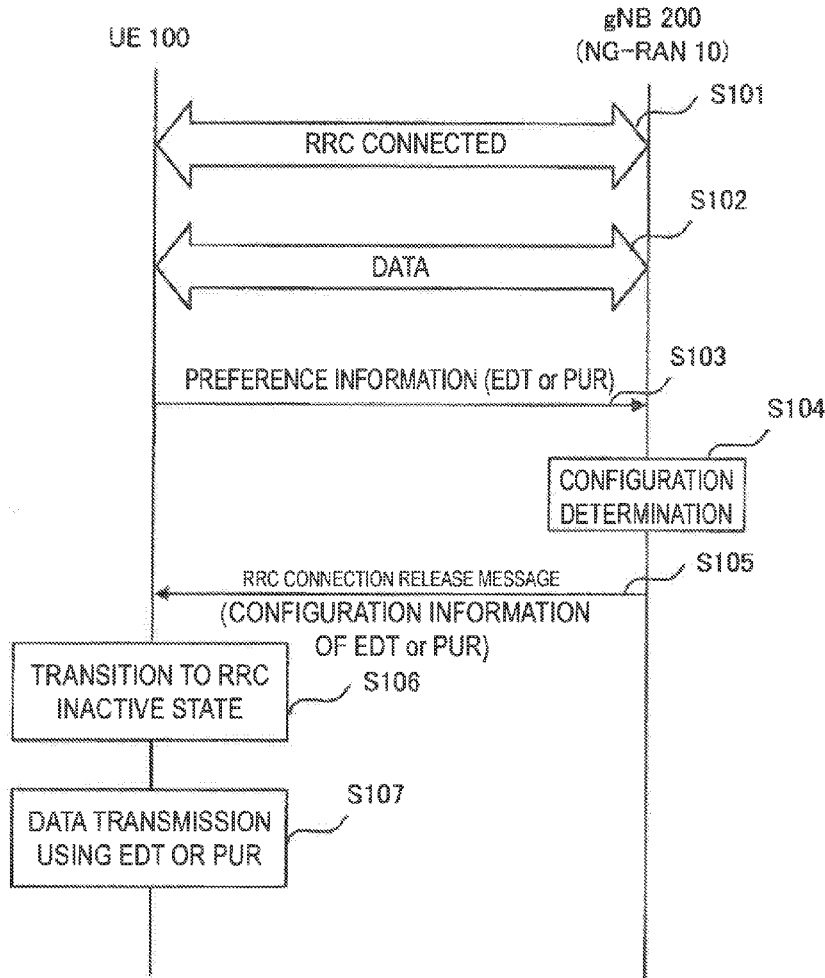 UE 100
gNB 200
(NG-RAN 10)
S101
RRC CONNECTED
S102
DATA
S103
PREFERENCE INFORMATION (EDT or PUR)
S104
CONFIGURATION
DETERMINATION
S105
RRC CONNECTION RELEASE MESSAGE
(CONFIGURATION INFORMATION
OF EDT or PUR)
TRANSITION TO RRC
INACTIVE STATE
S106
S107
DATA TRANSMISSION
USING EDT OR PUR